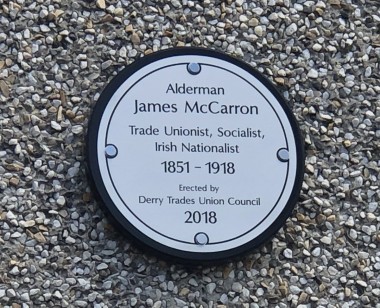 Alderman
James McCarron
Trade Unionist, Socialist,
Irish Nationalist
1851 – 1918
Erected by
Derry Trades Union Council
2018